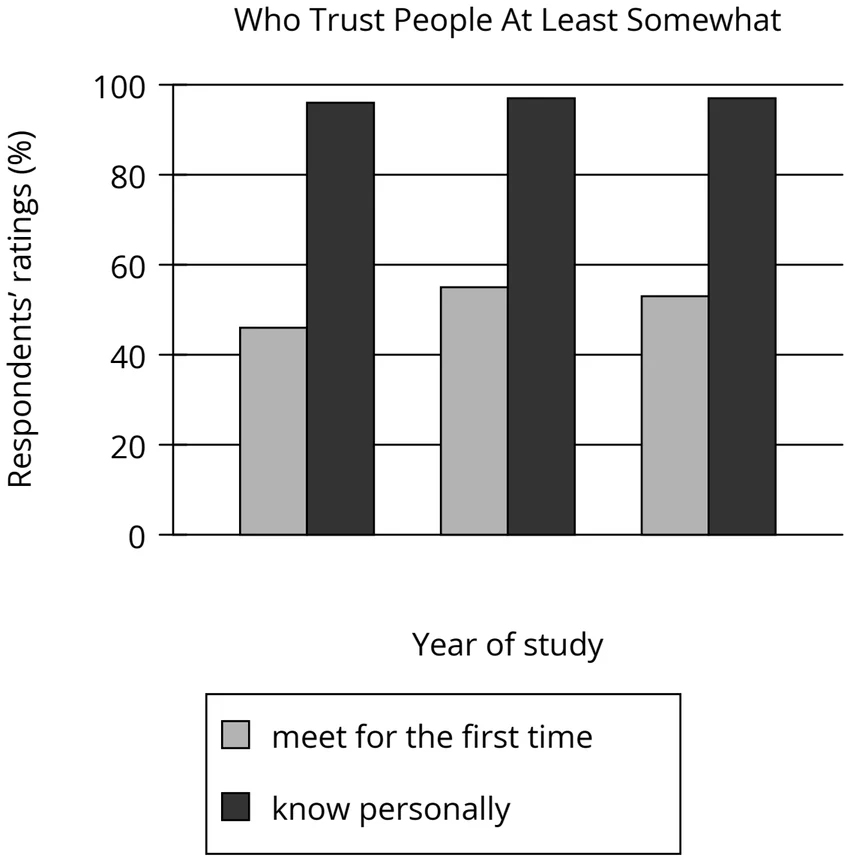 Who Trust People At Least Somewhat
Respondents’ ratings (%)
100
80
60
40
20
0
Year of study
meet for the first time
know personally